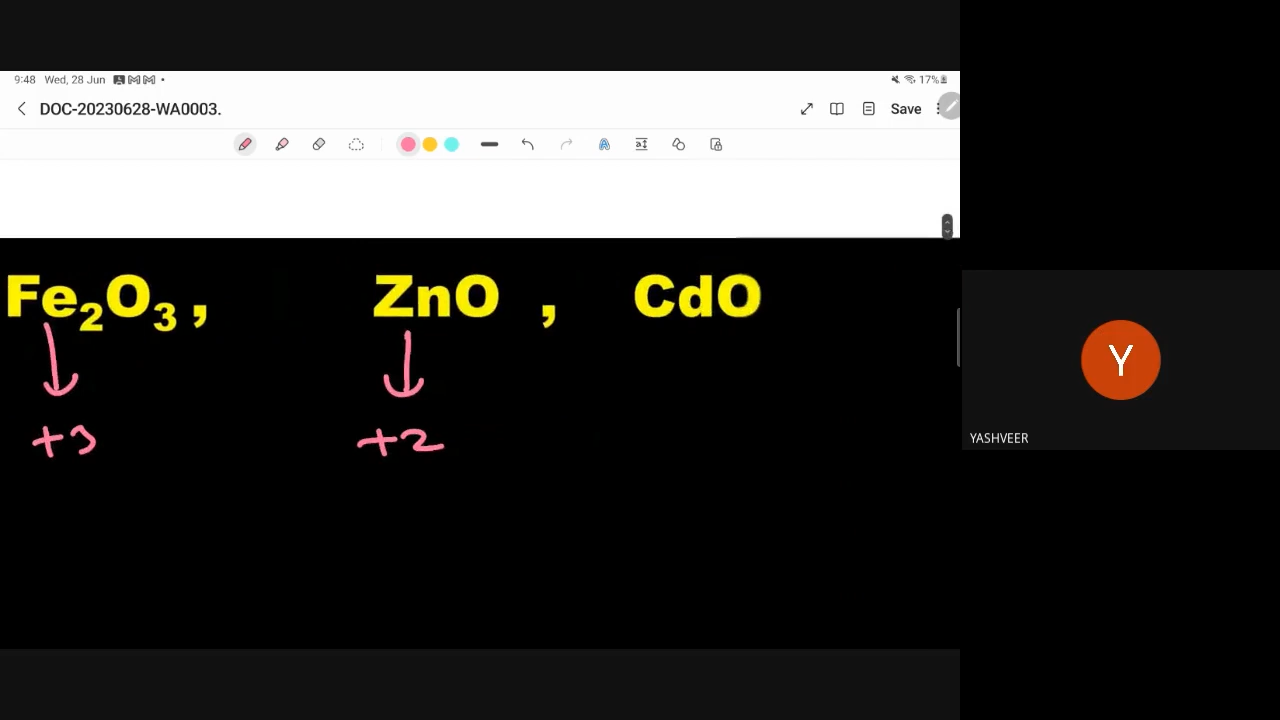 9:48 Wed, 28 Jun 17%
DOC-20230628-WA0003.
Save
Fe₂O₃ , ZnO , CdO
+3 +2
Y
YASHVEER